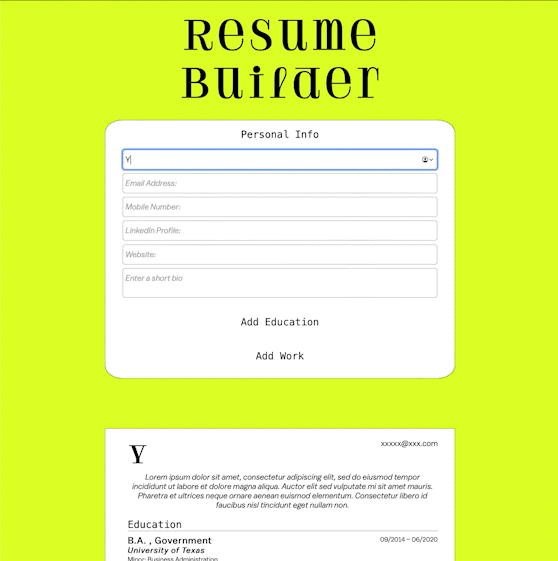 Resume
Builder
Personal Info
Y
Email Address:
Mobile Number:
LinkedIn Profile:
Website:
Enter a short bio
Add Education
Add Work
Y
xxxxx@xxx.com
Lorem ipsum dolor sit amet, consectetur adipiscing elit, sed do eiusmod tempor
incididunt ut labore et dolore magna aliqua. Auctor elit sed vulputate mi sit amet mauris.
Pharetra et ultrices neque ornare aenean euismod elementum. Consectetur libero id
faucibus nisl tincidunt eget nullam non.
Education
B.A. , Government
09/2014 – 06/2020
University of Texas
Minor: Business Administration